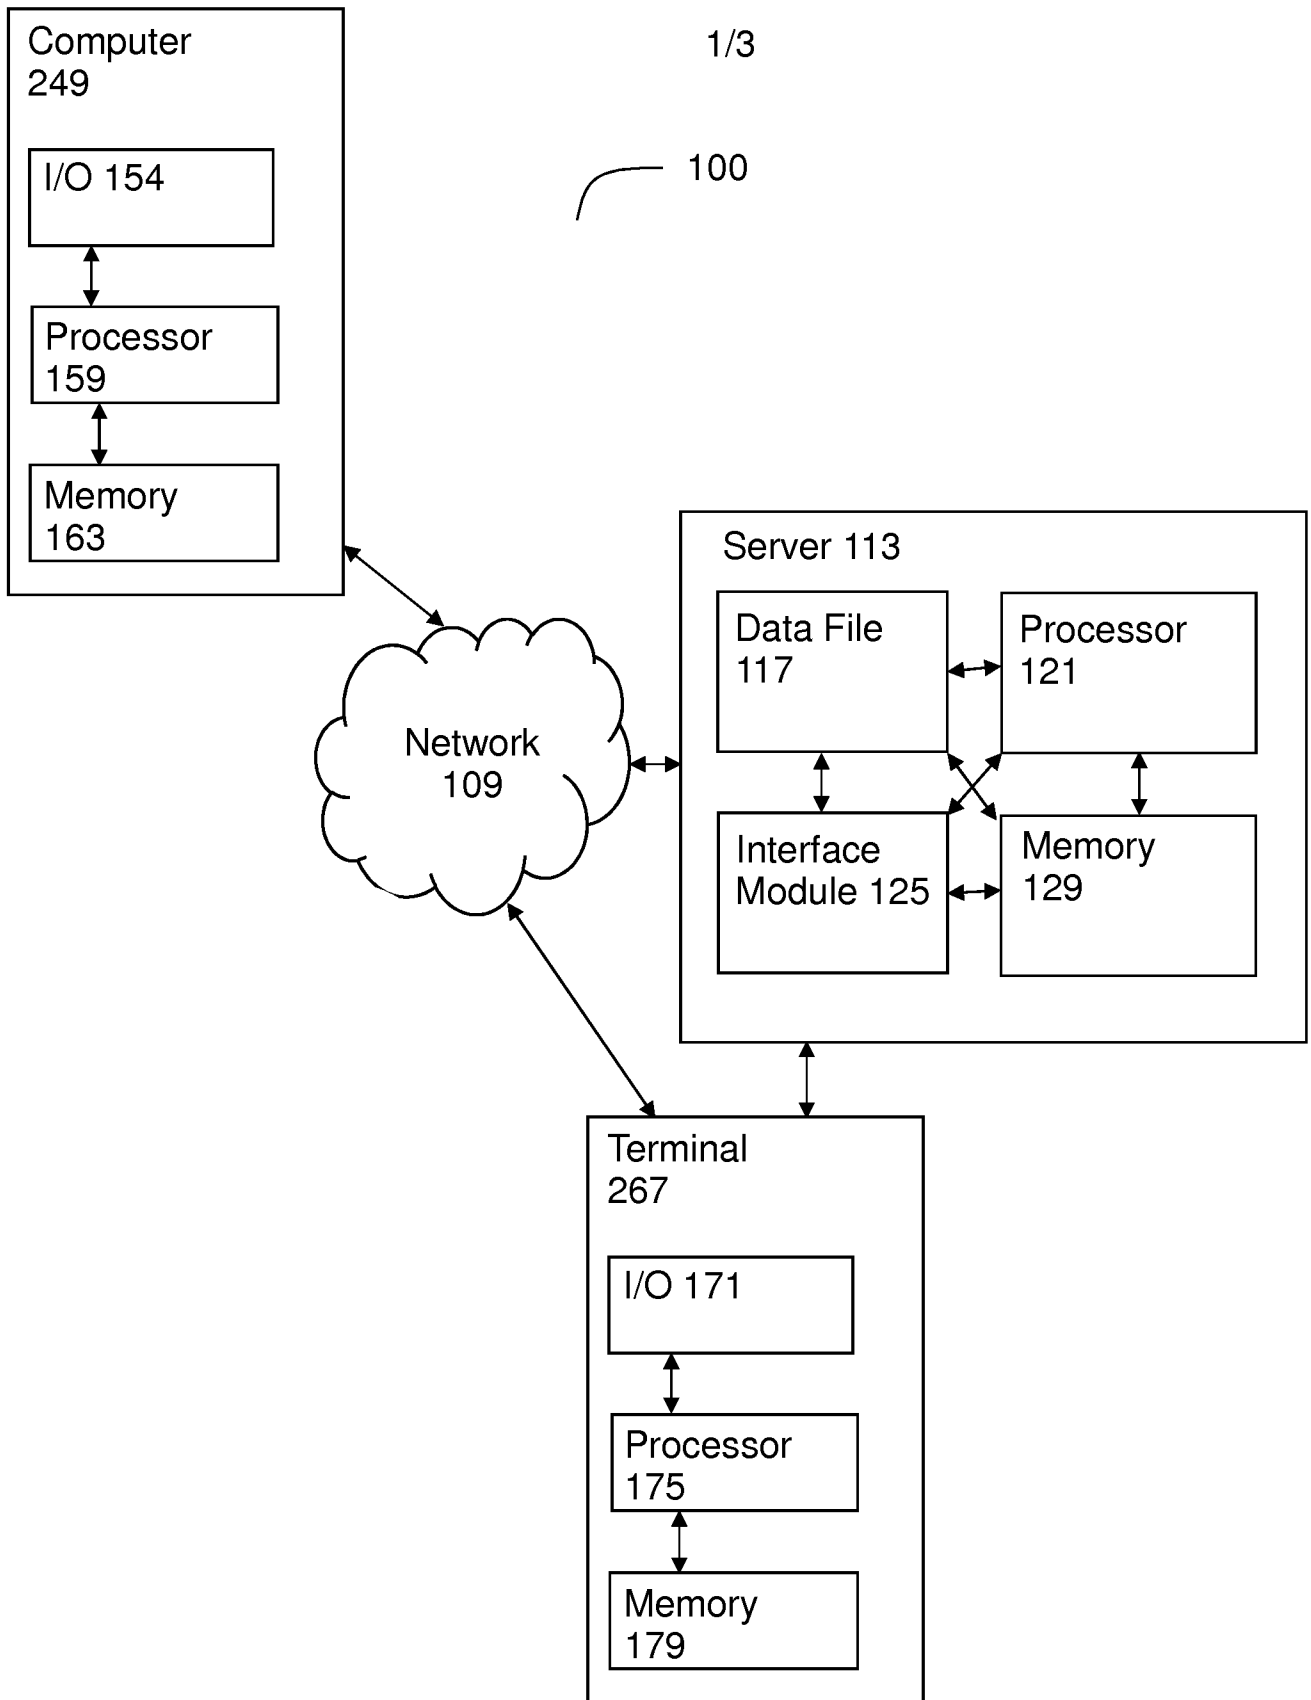 1/3
100
Computer
249
I/O 154
Processor
159
Memory
163
Network
109
Server 113
Data File
117
Processor
121
Interface
Module 125
Memory
129
Terminal
267
I/O 171
Processor
175
Memory
179